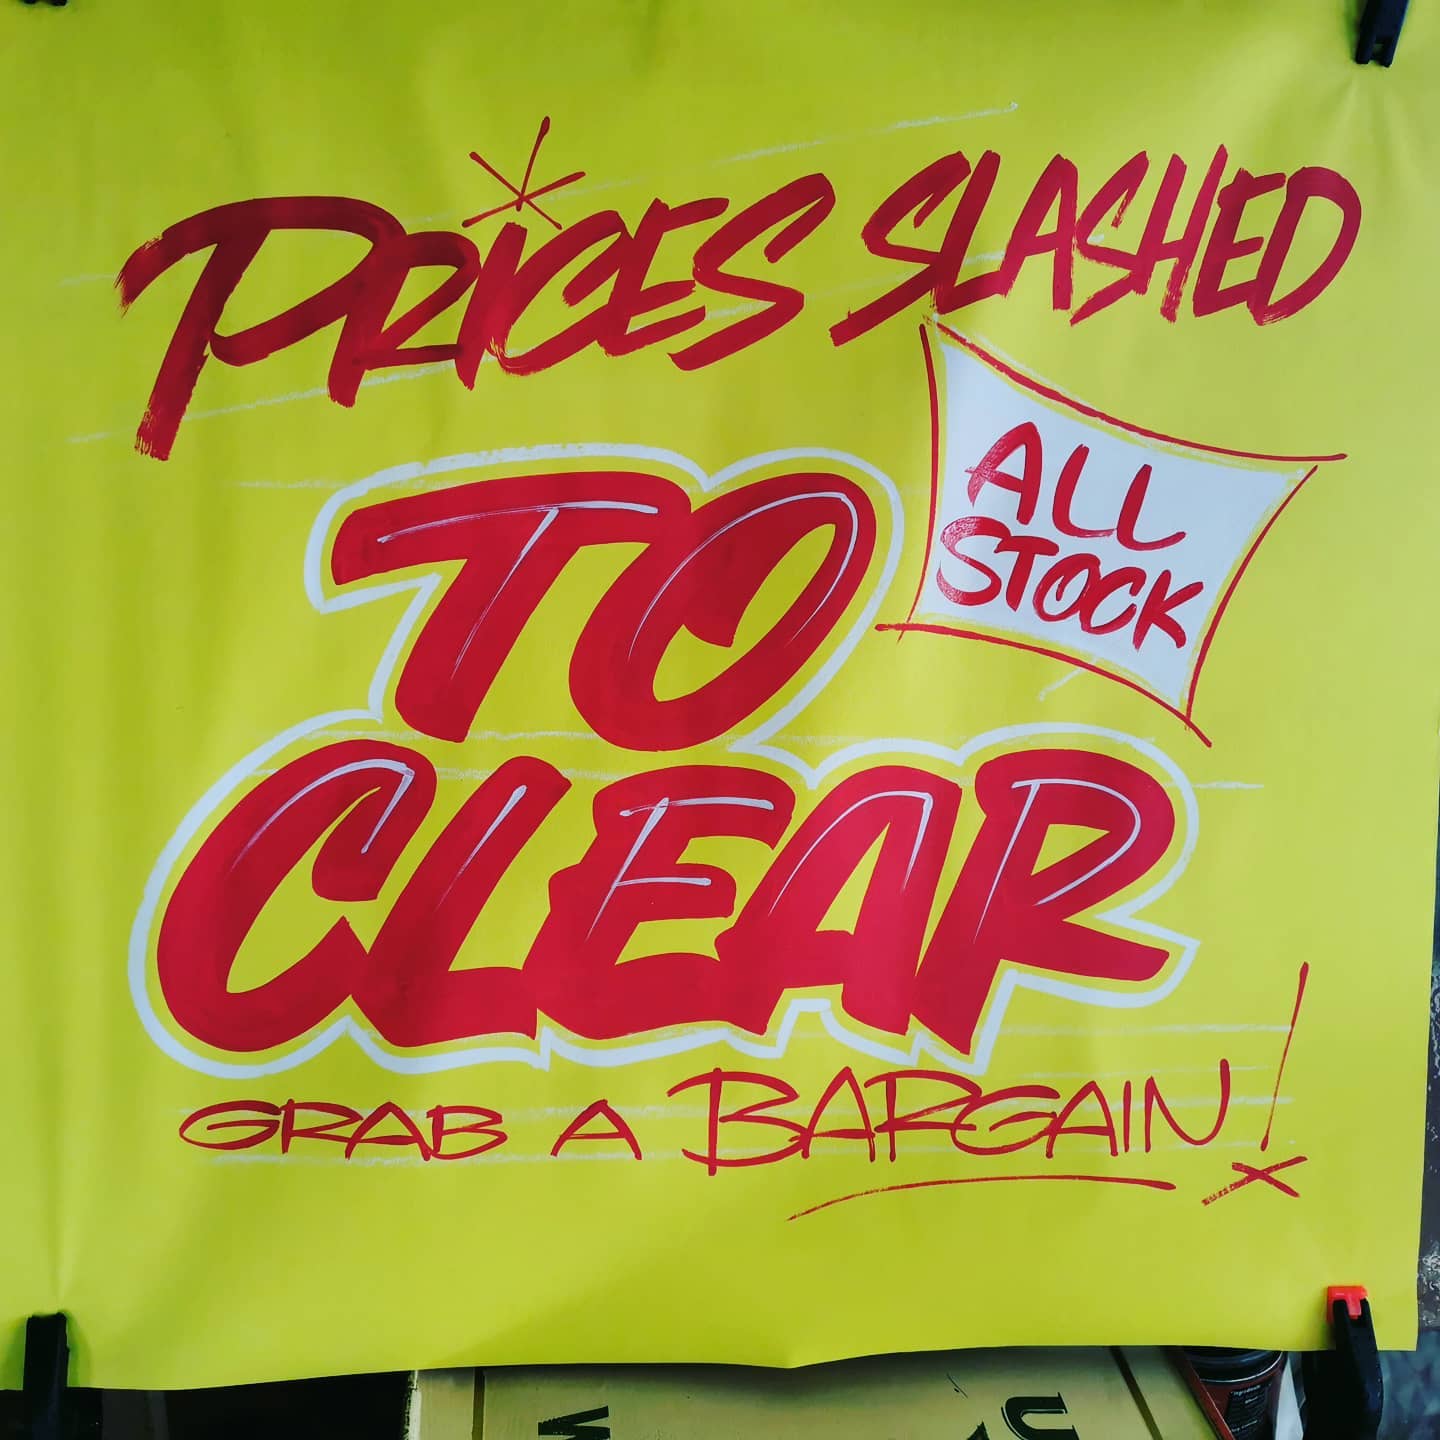 PRICES SLASHED
ALL
STOCK
TO
CLEAR
GRAB A BARGAIN!